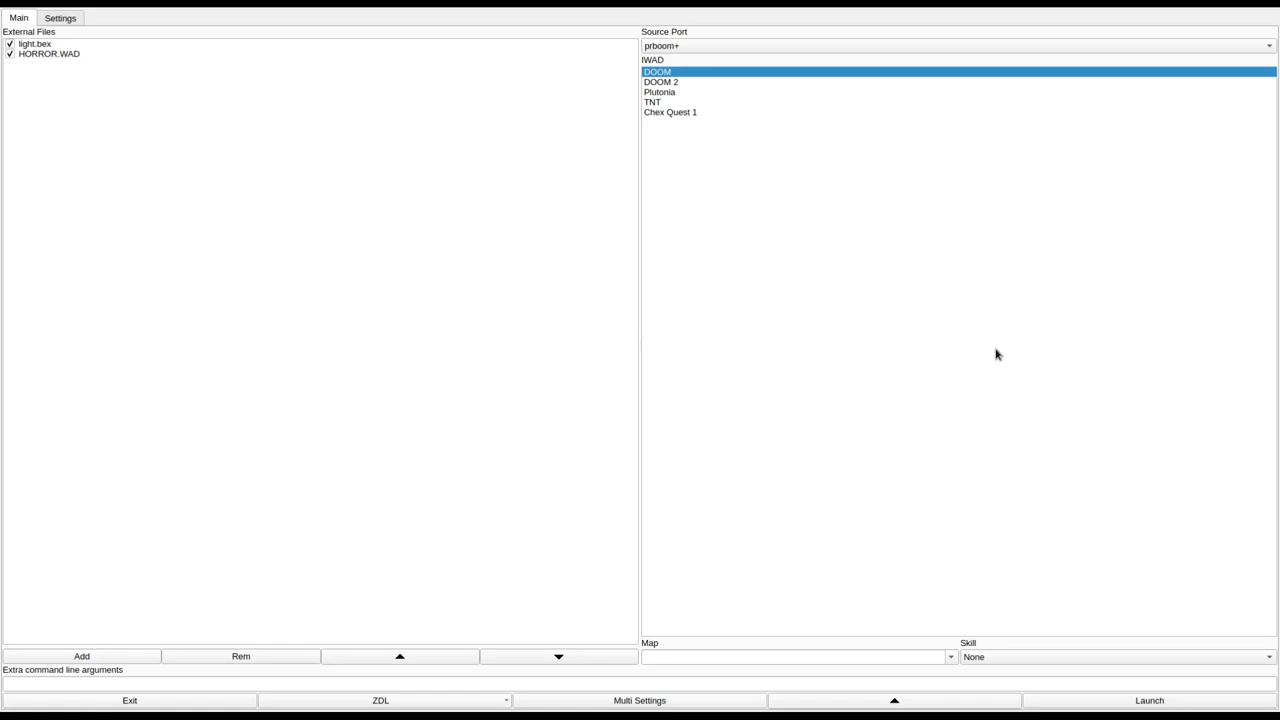 Main
Settings
External Files
light.bex
HORROR.WAD
Source Port
prboom+
IWAD
DOOM
DOOM 2
Plutonia
TNT
Chex Quest 1
Map
Skill
None
Add
Rem
Extra command line arguments
Exit
ZDL
Multi Settings
Launch